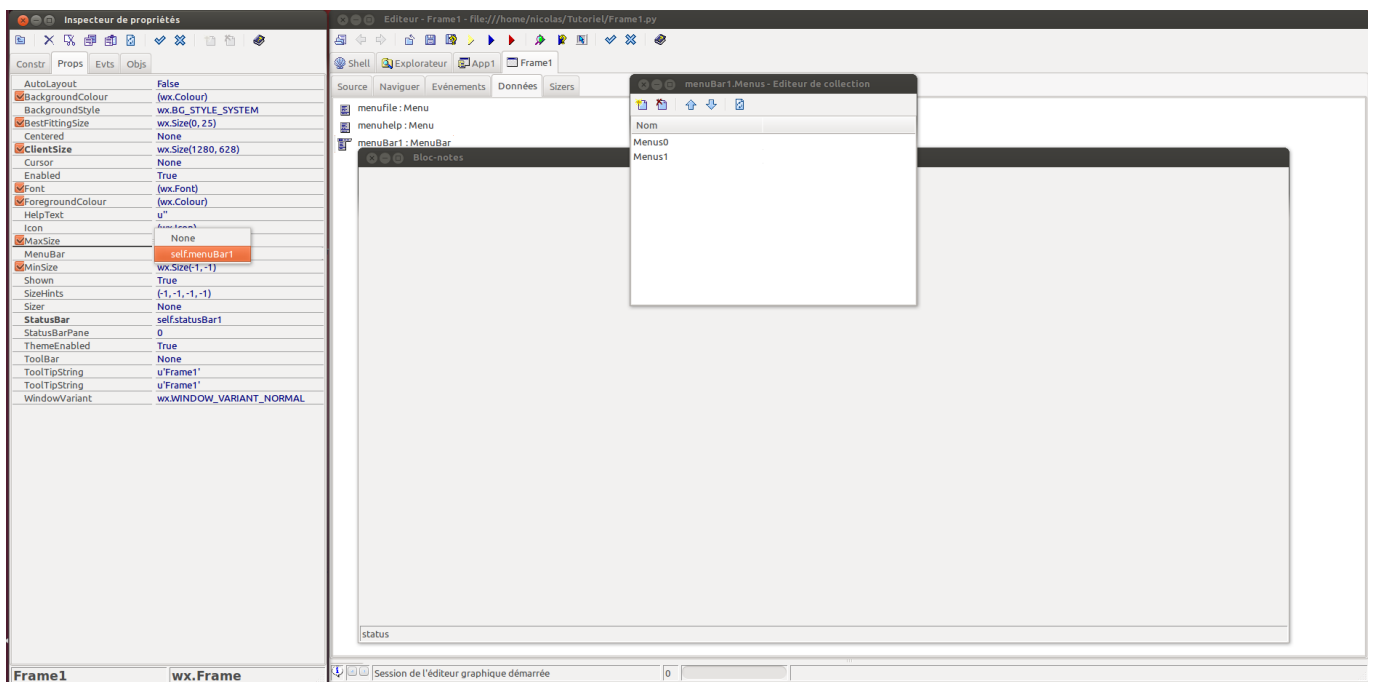 Inspecteur de propriétés
Constr Props Evts Objs
AutoLayout False
BackgroundColour (wx.Colour)
BackgroundStyle wx.BG_STYLE_SYSTEM
BestFittingSize wx.Size(0, 25)
Centered None
ClientSize wx.Size(1280, 628)
Cursor None
Enabled True
Font (wx.Font)
ForegroundColour (wx.Colour)
HelpText u''
Icon (wx.Icon)
MaxSize
None
MenuBar
self.menuBar1
MinSize wx.Size(-1, -1)
Shown True
SizeHints (-1, -1, -1, -1)
Sizer None
StatusBar self.statusBar1
StatusBarPane 0
ThemeEnabled True
ToolBar None
ToolTipString u'Frame1'
ToolTipString u'Frame1'
WindowVariant wx.WINDOW_VARIANT_NORMAL
Frame1 wx.Frame
Editeur - Frame1 - file:///home/nicolas/Tutoriel/Frame1.py
Shell Explorateur App1 Frame1
Source Naviguer Evénements Données Sizers
menufile : Menu
menuhelp : Menu
menuBar1 : MenuBar
menuBar1.Menus - Editeur de collection
Nom
Menus0
Menus1
Bloc-notes
status
Session de l'éditeur graphique démarrée 0